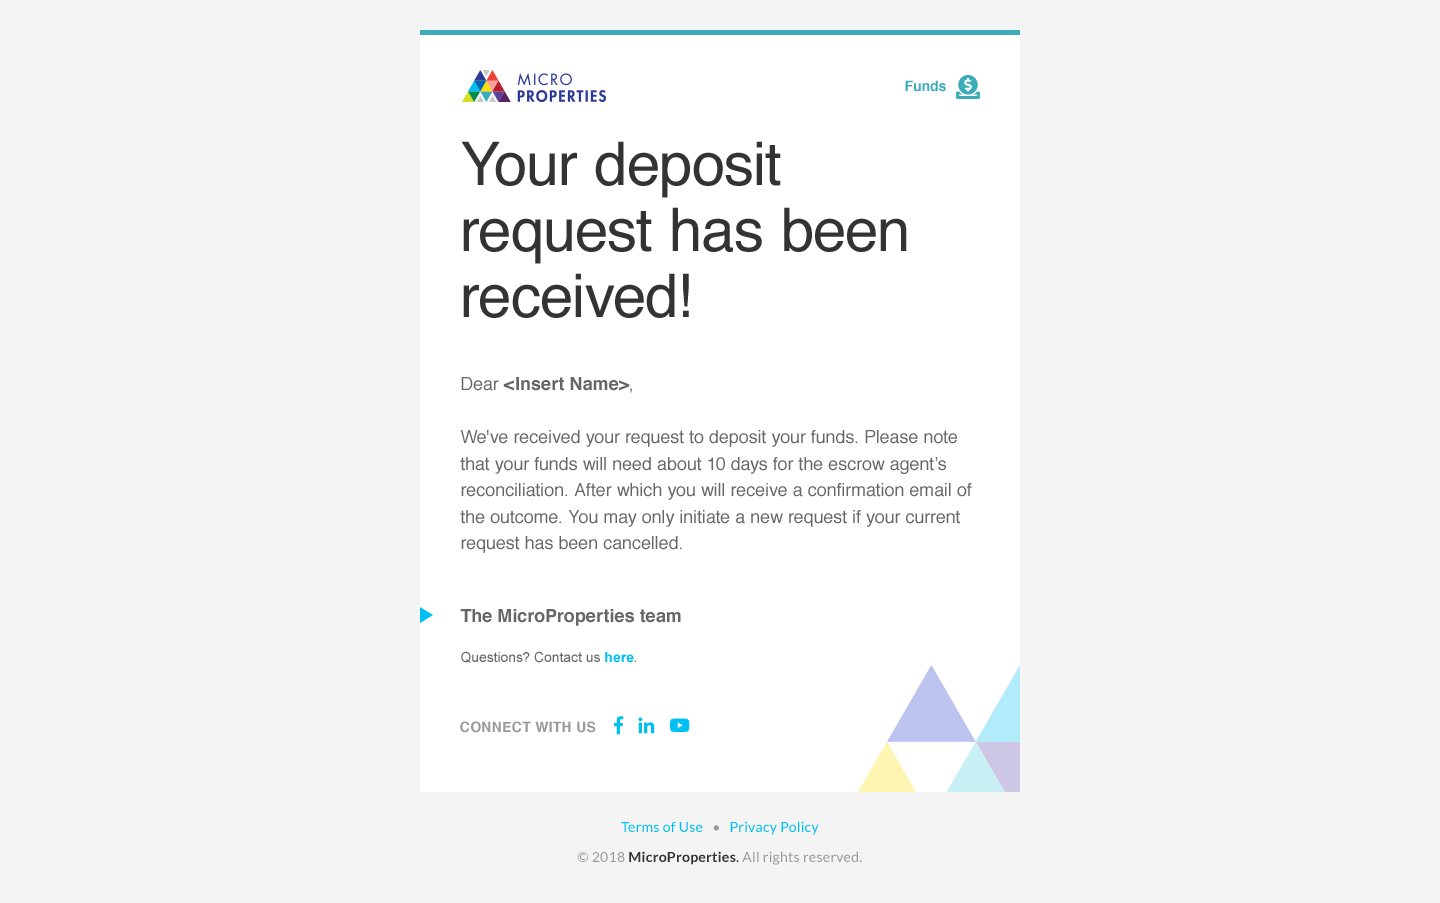 MICRO
PROPERTIES
Funds
Your deposit
request has been
received!
Dear <Insert Name>,
We've received your request to deposit your funds. Please note
that your funds will need about 10 days for the escrow agent’s
reconciliation. After which you will receive a confirmation email of
the outcome. You may only initiate a new request if your current
request has been cancelled.
The MicroProperties team
Questions? Contact us here.
CONNECT WITH US
Terms of Use • Privacy Policy
© 2018 MicroProperties. All rights reserved.